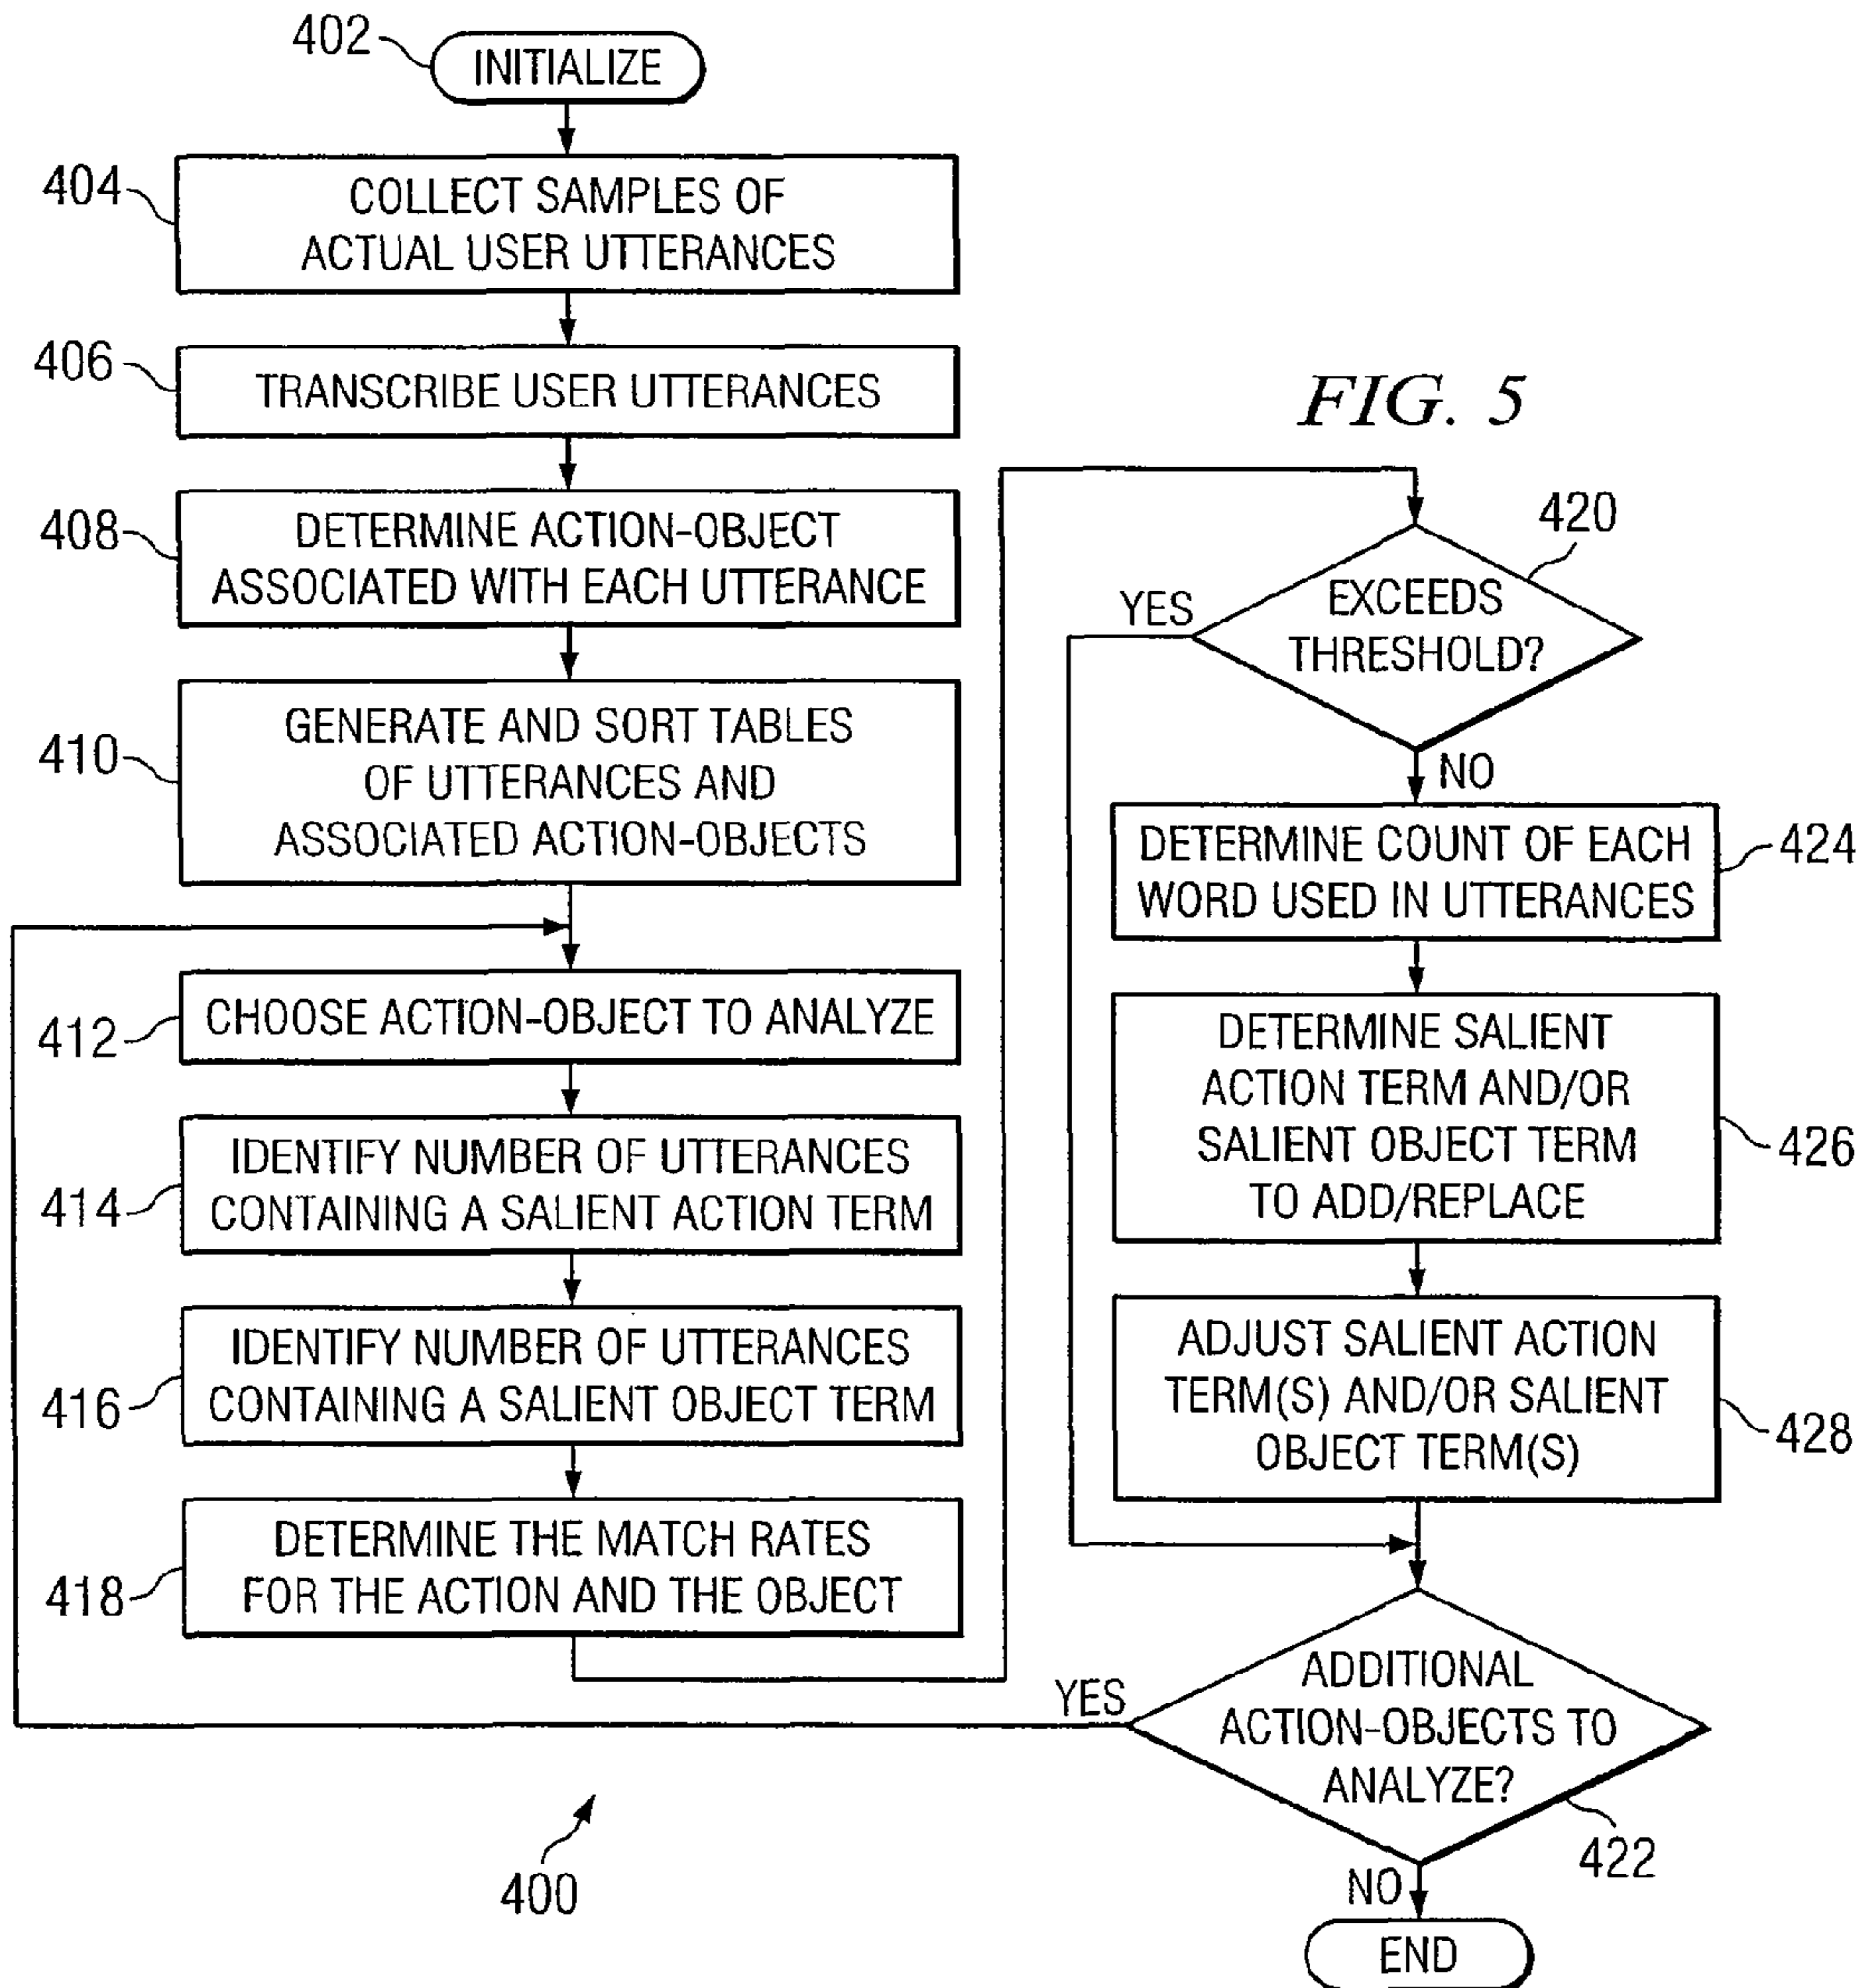 402
INITIALIZE
404
COLLECT SAMPLES OF
ACTUAL USER UTTERANCES
406
TRANSCRIBE USER UTTERANCES
408
DETERMINE ACTION-OBJECT
ASSOCIATED WITH EACH UTTERANCE
410
GENERATE AND SORT TABLES
OF UTTERANCES AND
ASSOCIATED ACTION-OBJECTS
412
CHOOSE ACTION-OBJECT TO ANALYZE
414
IDENTIFY NUMBER OF UTTERANCES
CONTAINING A SALIENT ACTION TERM
416
IDENTIFY NUMBER OF UTTERANCES
CONTAINING A SALIENT OBJECT TERM
418
DETERMINE THE MATCH RATES
FOR THE ACTION AND THE OBJECT
400
FIG. 5
420
EXCEEDS
THRESHOLD?
YES
NO
DETERMINE COUNT OF EACH
WORD USED IN UTTERANCES
424
DETERMINE SALIENT
ACTION TERM AND/OR
SALIENT OBJECT TERM
TO ADD/REPLACE
426
ADJUST SALIENT ACTION
TERM(S) AND/OR SALIENT
OBJECT TERM(S)
428
YES
ADDITIONAL
ACTION-OBJECTS TO
ANALYZE?
422
NO
END